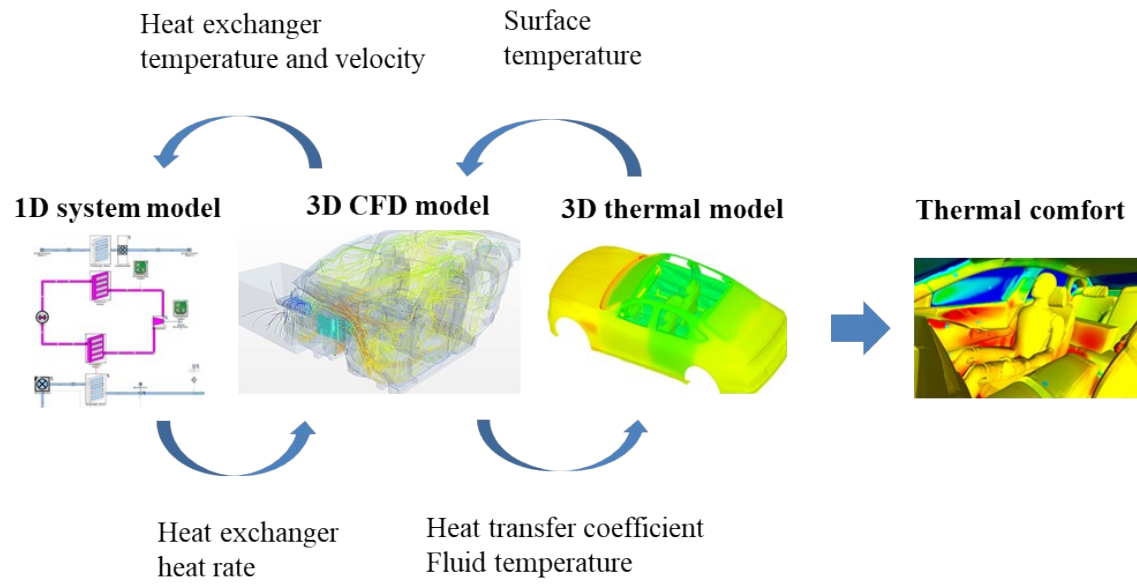 Heat exchanger
temperature and velocity
Surface
temperature
1D system model
3D CFD model
3D thermal model
Thermal comfort
Heat exchanger
heat rate
Heat transfer coefficient
Fluid temperature